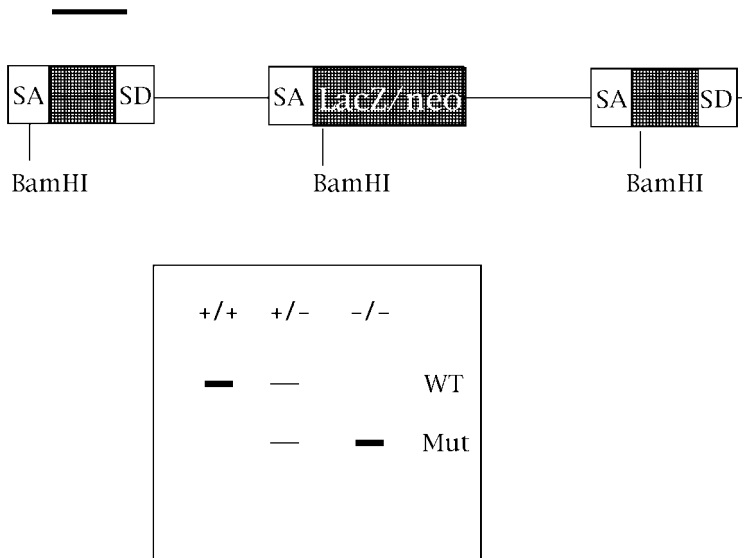 SA SD SA LacZ/neo SA SD
BamHI BamHI BamHI
+/+ +/- -/-
WT
Mut